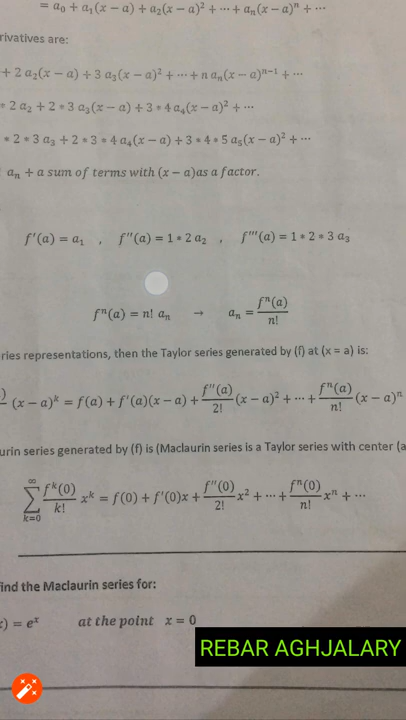 = a₀ + a₁(x − a) + a₂(x − a)² + ⋯ + aₙ(x − a)ⁿ + ⋯
rivatives are:
+ 2 a₂(x − a) + 3 a₃(x − a)² + ⋯ + n aₙ(x − a)ⁿ⁻¹ + ⋯
* 2 a₂ + 2 * 3 a₃(x − a) + 3 * 4 a₄(x − a)² + ⋯
* 2 * 3 a₃ + 2 * 3 * 4 a₄(x − a) + 3 * 4 * 5 a₅(x − a)² + ⋯
aₙ + a sum of terms with (x − a)as a factor.
f′(a) = a₁ , f″(a) = 1 * 2 a₂ , f‴(a) = 1 * 2 * 3 a₃
fⁿ(a) = n! aₙ → aₙ = fⁿ(a)/n!
ries representations, then the Taylor series generated by (f) at (x = a) is:
(x − a)ᵏ = f(a) + f′(a)(x − a) + f″(a)/2! (x − a)² + ⋯ + fⁿ(a)/n! (x − a)ⁿ
urin series generated by (f) is (Maclaurin series is a Taylor series with center (a
∞∑k=0 fᵏ(0)/k! xᵏ = f(0) + f′(0)x + f″(0)/2! x² + ⋯ + fⁿ(0)/n! xⁿ + ⋯
ind the Maclaurin series for:
) = eˣ at the point x = 0
REBAR AGHJALARY